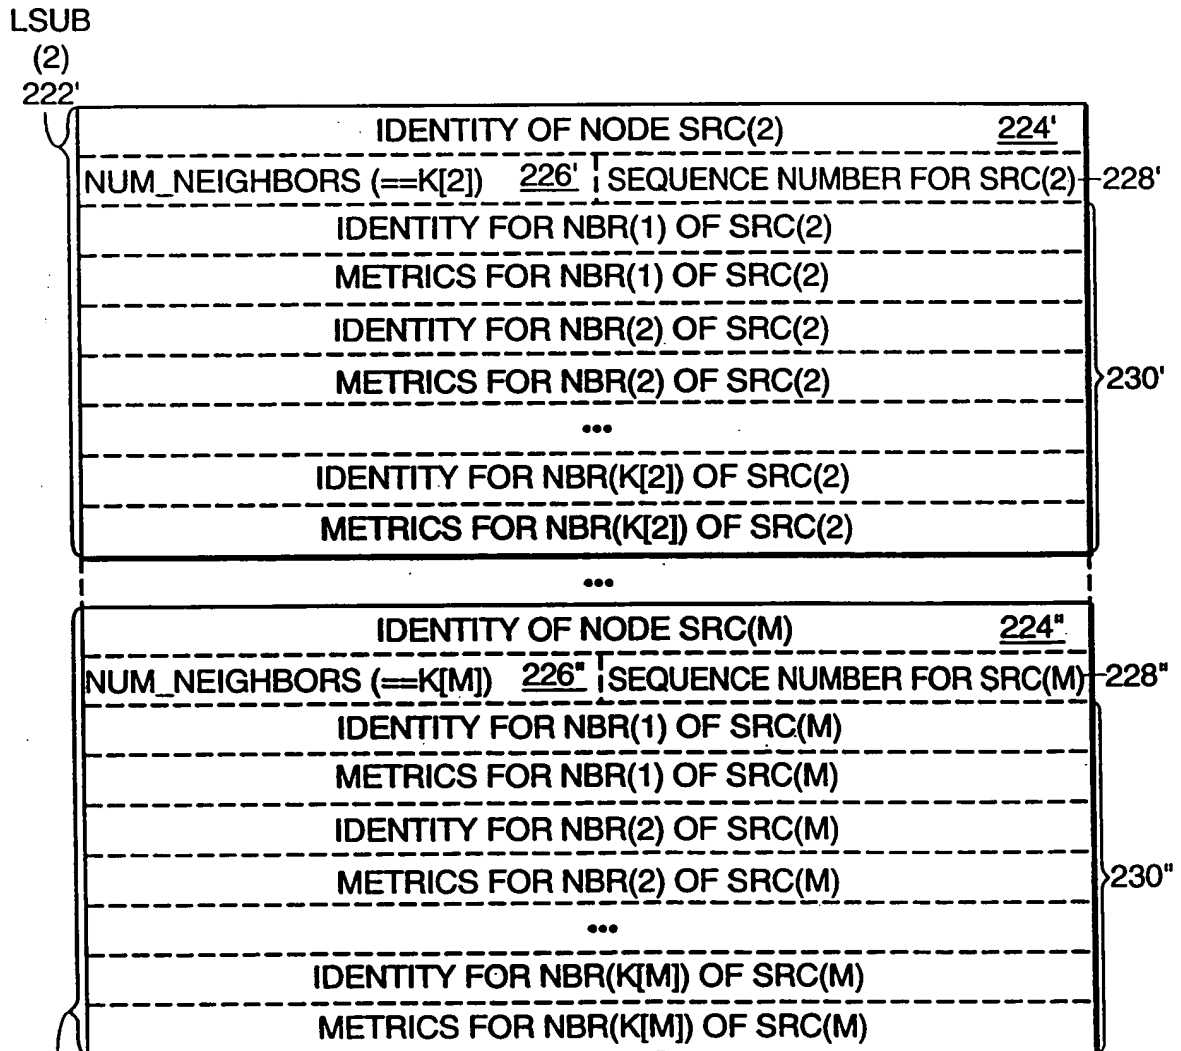 LSUB
(2)
222'
IDENTITY OF NODE SRC(2) 224'
NUM_NEIGHBORS (==K[2]) 226' SEQUENCE NUMBER FOR SRC(2) 228'
IDENTITY FOR NBR(1) OF SRC(2)
METRICS FOR NBR(1) OF SRC(2)
IDENTITY FOR NBR(2) OF SRC(2)
METRICS FOR NBR(2) OF SRC(2) 230'
•••
IDENTITY FOR NBR(K[2]) OF SRC(2)
METRICS FOR NBR(K[2]) OF SRC(2)
•••
IDENTITY OF NODE SRC(M) 224"
NUM_NEIGHBORS (==K[M]) 226" SEQUENCE NUMBER FOR SRC(M) 228"
IDENTITY FOR NBR(1) OF SRC(M)
METRICS FOR NBR(1) OF SRC(M)
IDENTITY FOR NBR(2) OF SRC(M)
METRICS FOR NBR(2) OF SRC(M) 230"
•••
IDENTITY FOR NBR(K[M]) OF SRC(M)
METRICS FOR NBR(K[M]) OF SRC(M)